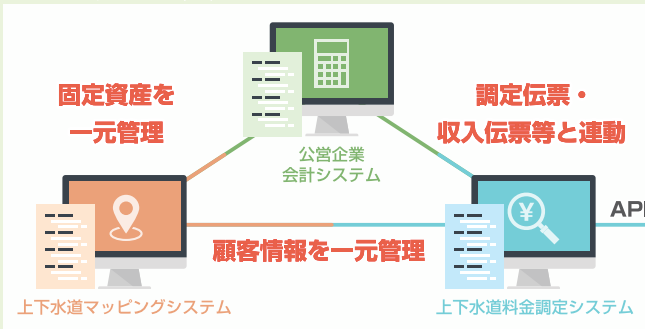 固定資産を
一元管理
調定伝票・
収入伝票等と連動
公営企業
会計システム
¥
API
顧客情報を一元管理
上下水道マッピングシステム
上下水道料金調定システム